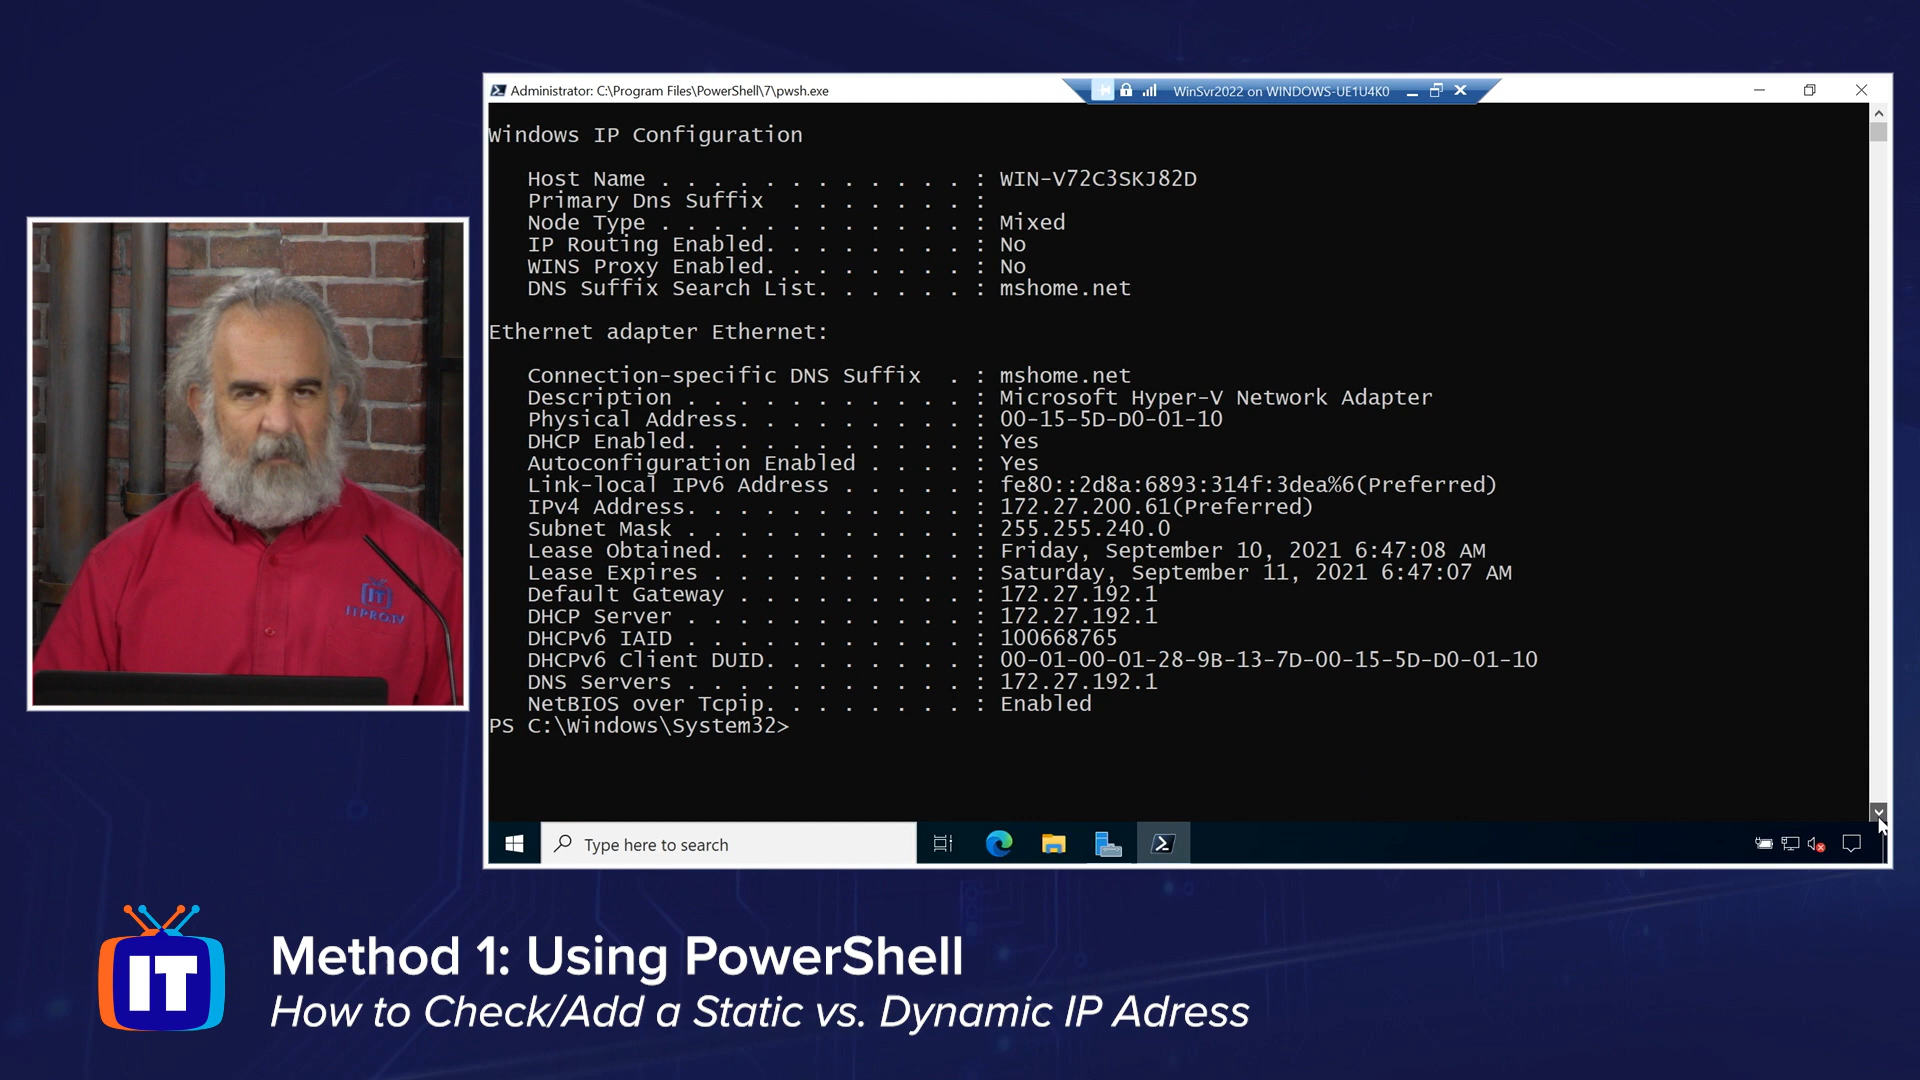 Administrator: C:\Program Files\PowerShell\7\pwsh.exe
WinSvr2022 on WINDOWS-UE1U4K0
Windows IP Configuration
Host Name . . . . . . . . . . . . : WIN-V72C3SKJ82D
Primary Dns Suffix  . . . . . . . :
Node Type . . . . . . . . . . . . : Mixed
IP Routing Enabled. . . . . . . . : No
WINS Proxy Enabled. . . . . . . . : No
DNS Suffix Search List. . . . . . : mshome.net
Ethernet adapter Ethernet:
Connection-specific DNS Suffix  . : mshome.net
Description . . . . . . . . . . . : Microsoft Hyper-V Network Adapter
Physical Address. . . . . . . . . : 00-15-5D-D0-01-10
DHCP Enabled. . . . . . . . . . . : Yes
Autoconfiguration Enabled . . . . : Yes
Link-local IPv6 Address . . . . . : fe80::2d8a:6893:314f:3dea%6(Preferred)
IPv4 Address. . . . . . . . . . . : 172.27.200.61(Preferred)
Subnet Mask . . . . . . . . . . . : 255.255.240.0
Lease Obtained. . . . . . . . . . : Friday, September 10, 2021 6:47:08 AM
Lease Expires . . . . . . . . . . : Saturday, September 11, 2021 6:47:07 AM
Default Gateway . . . . . . . . . : 172.27.192.1
DHCP Server . . . . . . . . . . . : 172.27.192.1
DHCPv6 IAID . . . . . . . . . . . : 100668765
DHCPv6 Client DUID. . . . . . . . : 00-01-00-01-28-9B-13-7D-00-15-5D-D0-01-10
DNS Servers . . . . . . . . . . . : 172.27.192.1
NetBIOS over Tcpip. . . . . . . . : Enabled
PS C:\Windows\System32>
Type here to search
IT
ITPRO.TV
IT
Method 1: Using PowerShell
How to Check/Add a Static vs. Dynamic IP Adress